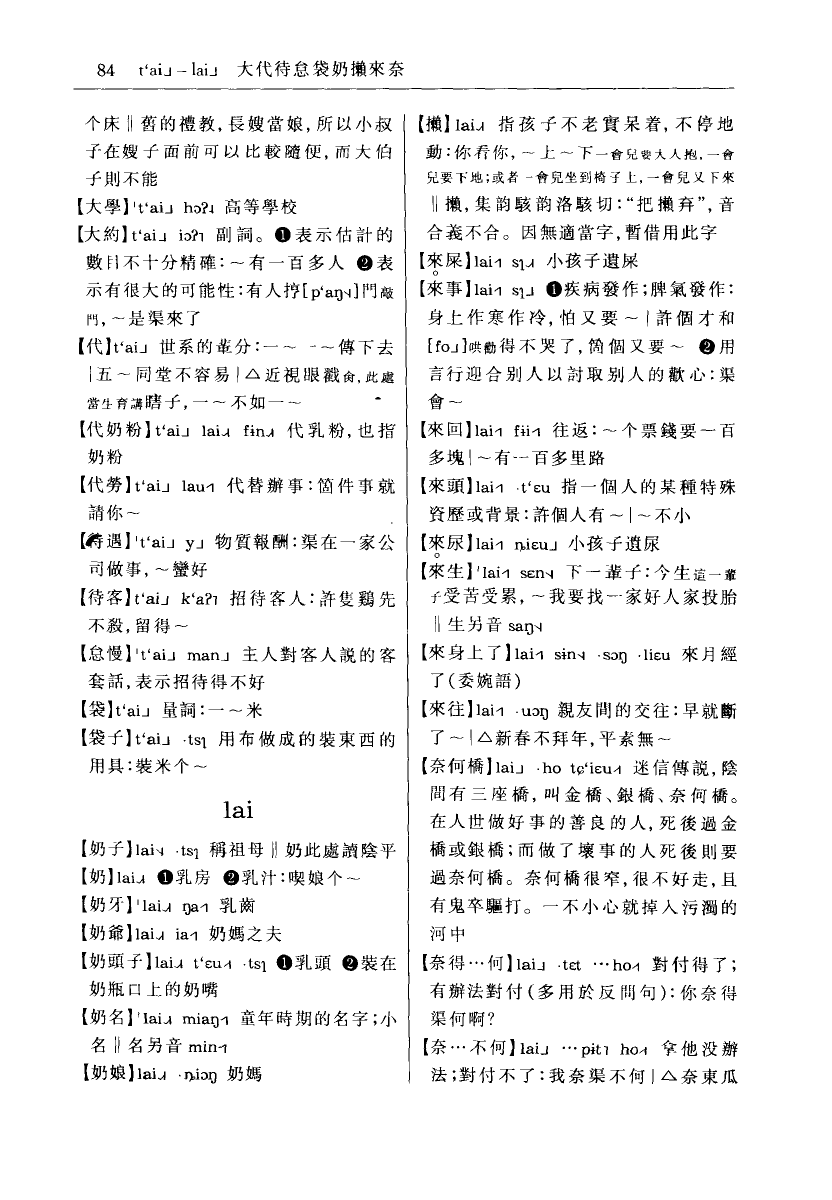 84 t‘ai˩–lai˩ 大代待怠袋奶攋來奈
个床‖舊的禮教,長嫂當娘,所以小叔
子在嫂子面前可以比較隨便,而大伯
子則不能
【大學】't‘ai˩ hɔʔ˨ 高等學校
【大約】t‘ai˩ iɔʔ˥ 副詞。❶表示估計的
數目不十分精確:~有一百多人 ❷表
示有很大的可能性:有人㧸[p‘aŋ]門敲
門,~是渠來了
【代】t‘ai˩ 世系的輩分:一~ 一~傳下去
|五~同堂不容易|△近視眼戳食,此處
當生育講瞎子,一~不如一~
【代奶粉】t‘ai˩ lai fɨn 代乳粉,也指
奶粉
【代勞】t‘ai˩ lau 代替辦事:箇件事就
請你~
【待遇】't‘ai˩ y˩ 物質報酬:渠在一家公
司做事,~蠻好
【待客】t‘ai˩ k‘aʔ˥ 招待客人:許隻鷄先
不殺,留得~
【怠慢】't‘ai˩ man˩ 主人對客人説的客
套話,表示招待得不好
【袋】t‘ai˩ 量詞:一~米
【袋子】t‘ai˩ ·tsɿ 用布做成的裝東西的
用具:裝米个~
lai
【奶子】lai ·tsɿ 稱祖母‖奶此處讀陰平
【奶】lai ❶乳房 ❷乳汁:喫娘个~
【奶牙】'lai ŋa 乳齒
【奶爺】lai ia 奶媽之夫
【奶頭子】lai t‘ɛu ·tsɿ ❶乳頭 ❷裝在
奶瓶口上的奶嘴
【奶名】'lai miaŋ 童年時期的名字;小
名‖名另音 min
【奶娘】lai ·ȵiɔŋ 奶媽
【攋】lai 指孩子不老實呆着,不停地
動:你看你,~上~下一會兒要大人抱,一會
兒要下地;或者一會兒坐到椅子上,一會兒又下來
‖攋,集韵駭韵洛駭切:“把攋弃”,音
合義不合。因無適當字,暫借用此字
【來屎】lai sɿ 小孩子遺屎
【來事】lai sɿ˩ ❶疾病發作;脾氣發作:
身上作寒作冷,怕又要~|許個才和
[fo˩]哄勸得不哭了,箇個又要~ ❷用
言行迎合别人以討取别人的歡心:渠
會~
【來回】lai fɨi 往返:~个票錢要一百
多塊|~有一百多里路
【來頭】lai ·t‘ɛu 指一個人的某種特殊
資歷或背景:許個人有~|~不小
【來尿】lai ȵiɛu˩ 小孩子遺尿
【來生】'lai sɛn 下一輩子:今生這一輩
子受苦受累,~我要找一家好人家投胎
‖生另音 saŋ
【來身上了】lai sɨn ·sɔŋ ·liɛu 來月經
了(委婉語)
【來往】lai ·uɔŋ 親友間的交往:早就斷
了~|△新春不拜年,平素無~
【奈何橋】lai˩ ·ho tɕ‘iɛu 迷信傳説,陰
間有三座橋,叫金橋、銀橋、奈何橋。
在人世做好事的善良的人,死後過金
橋或銀橋;而做了壞事的人死後則要
過奈何橋。奈何橋很窄,很不好走,且
有鬼卒驅打。一不小心就掉入污濁的
河中
【奈得…何】lai˩ ·tɛt …ho 對付得了;
有辦法對付(多用於反問句):你奈得
渠何啊?
【奈…不何】lai˩ …pɨt˥ ho 拿他没辦
法;對付不了:我奈渠不何|△奈東瓜